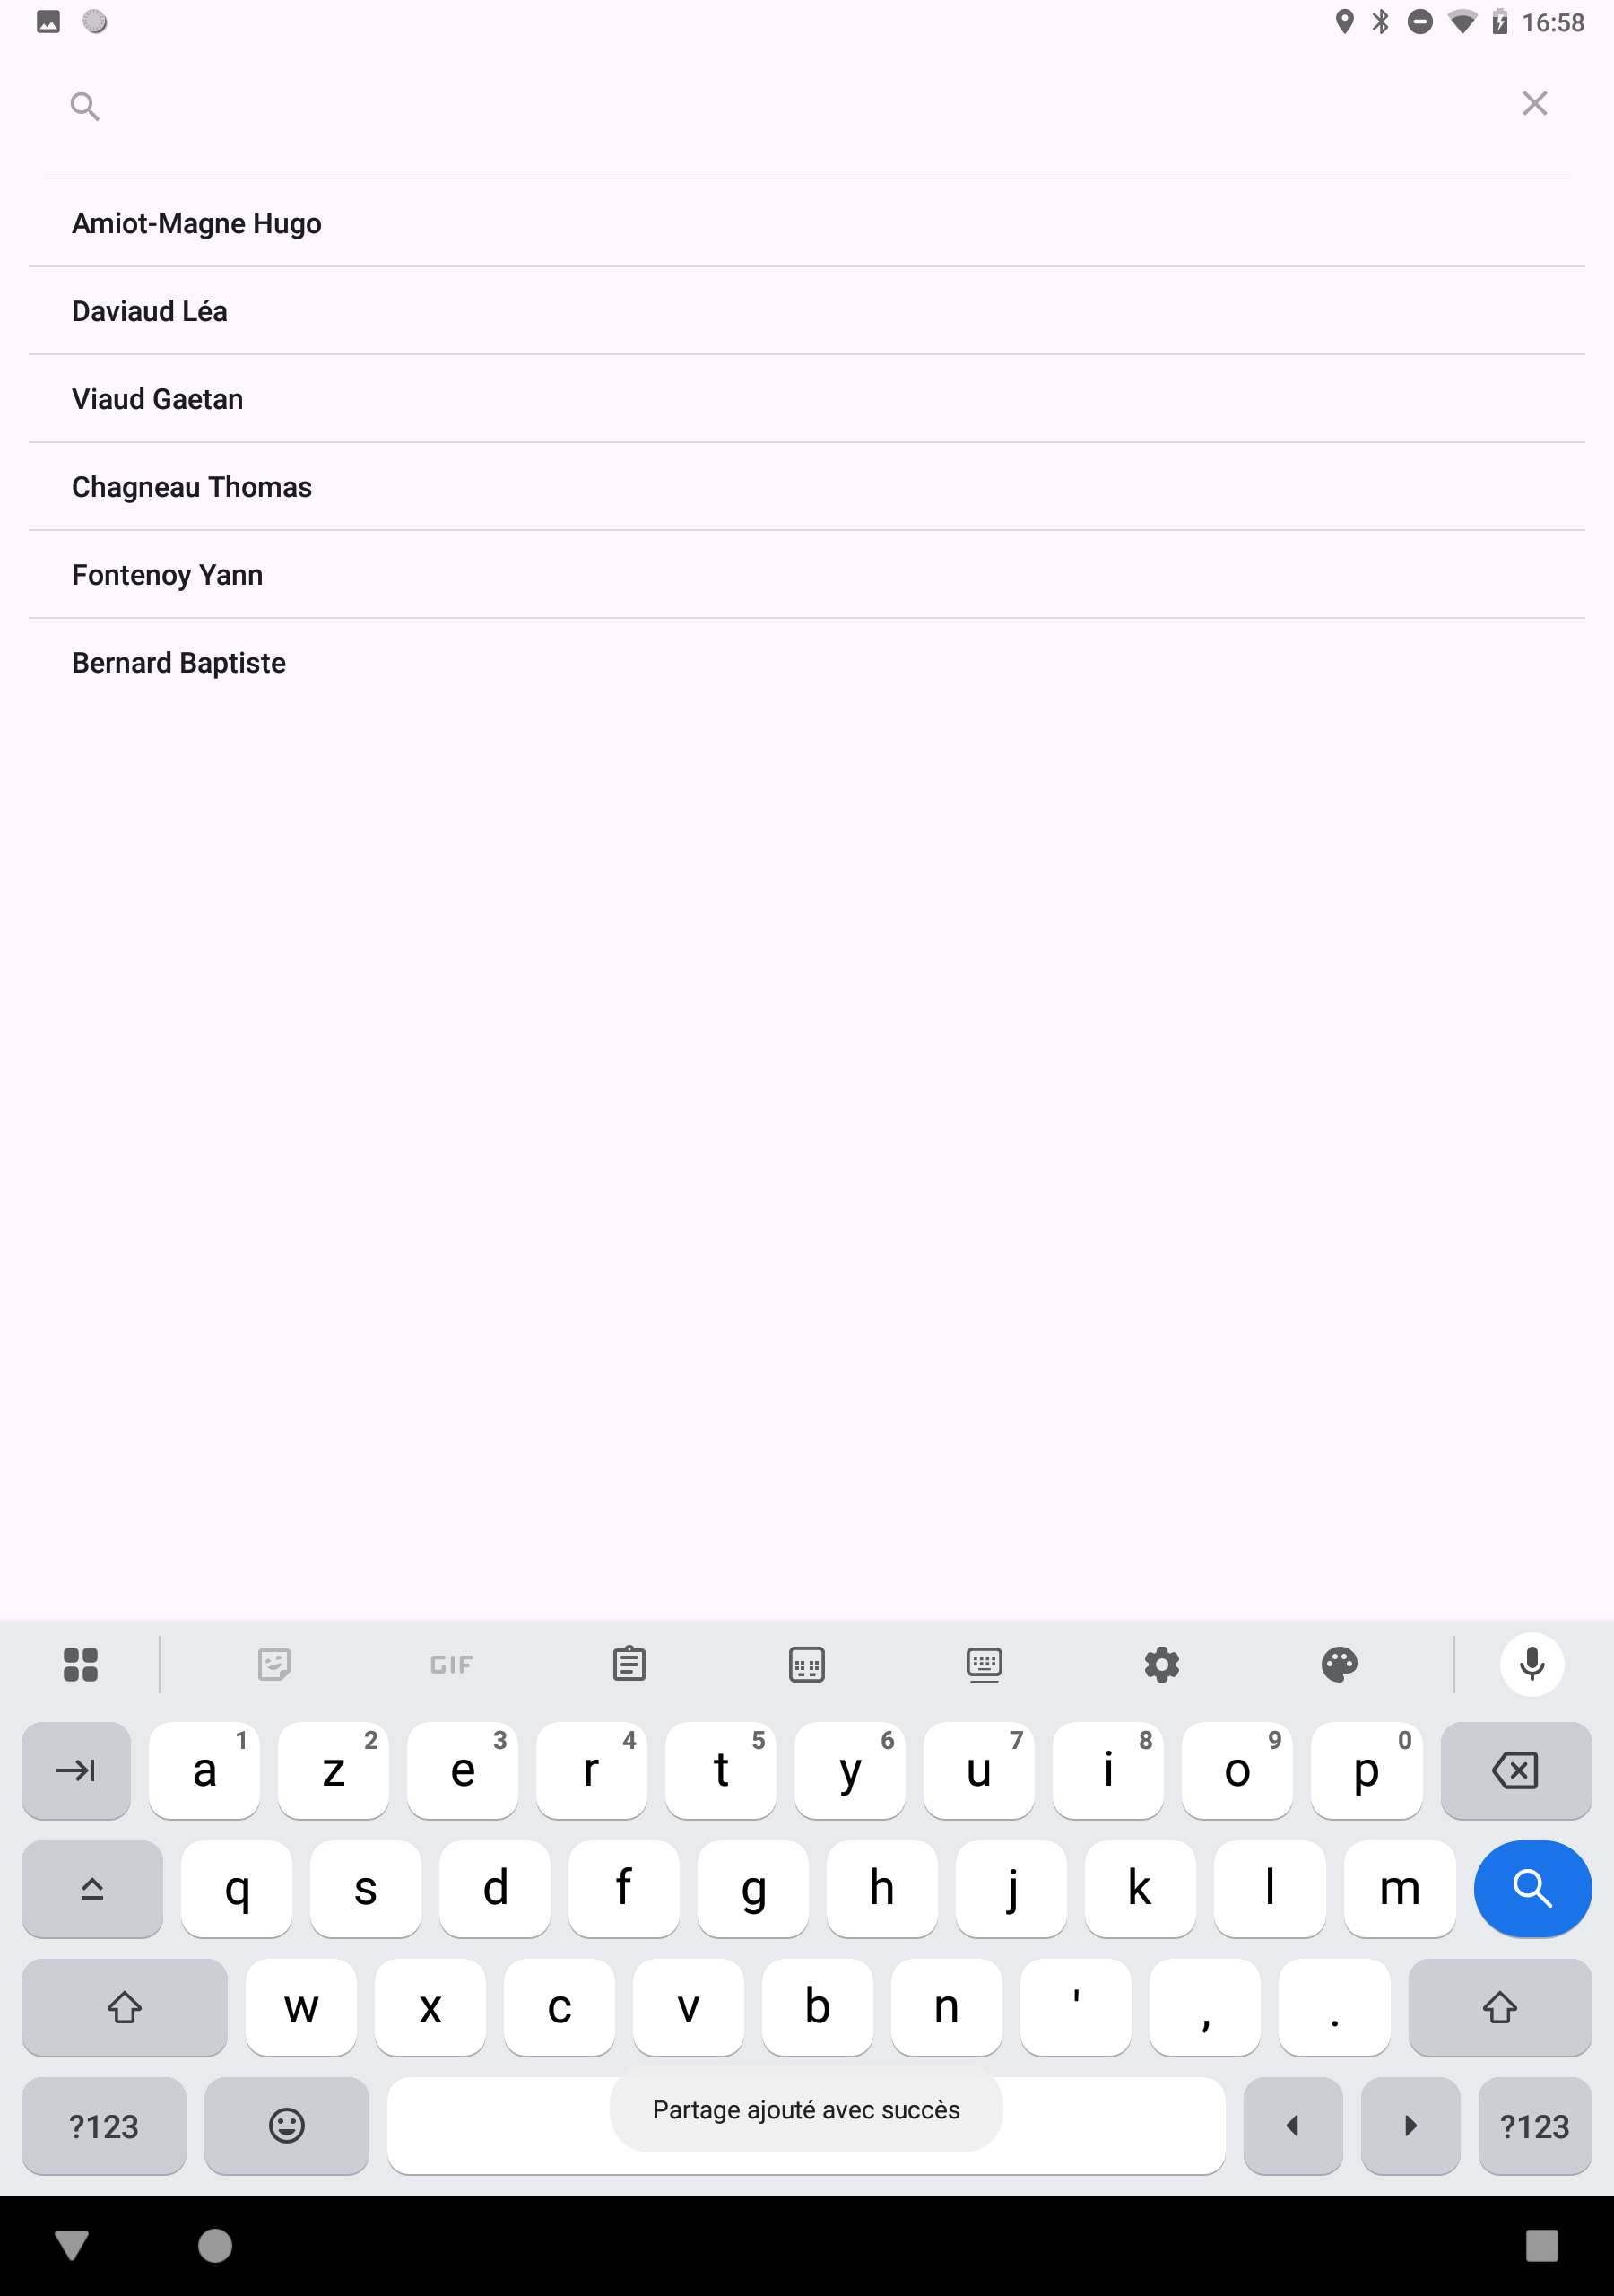 16:58
Amiot-Magne Hugo
Daviaud Léa
Viaud Gaetan
Chagneau Thomas
Fontenoy Yann
Bernard Baptiste
GIF
a 1 z 2 e 3 r 4 t 5 y 6 u 7 i 8 o 9 p 0
q s d f g h j k l m
w x c v b n ' , .
?123 Partage ajouté avec succès ?123